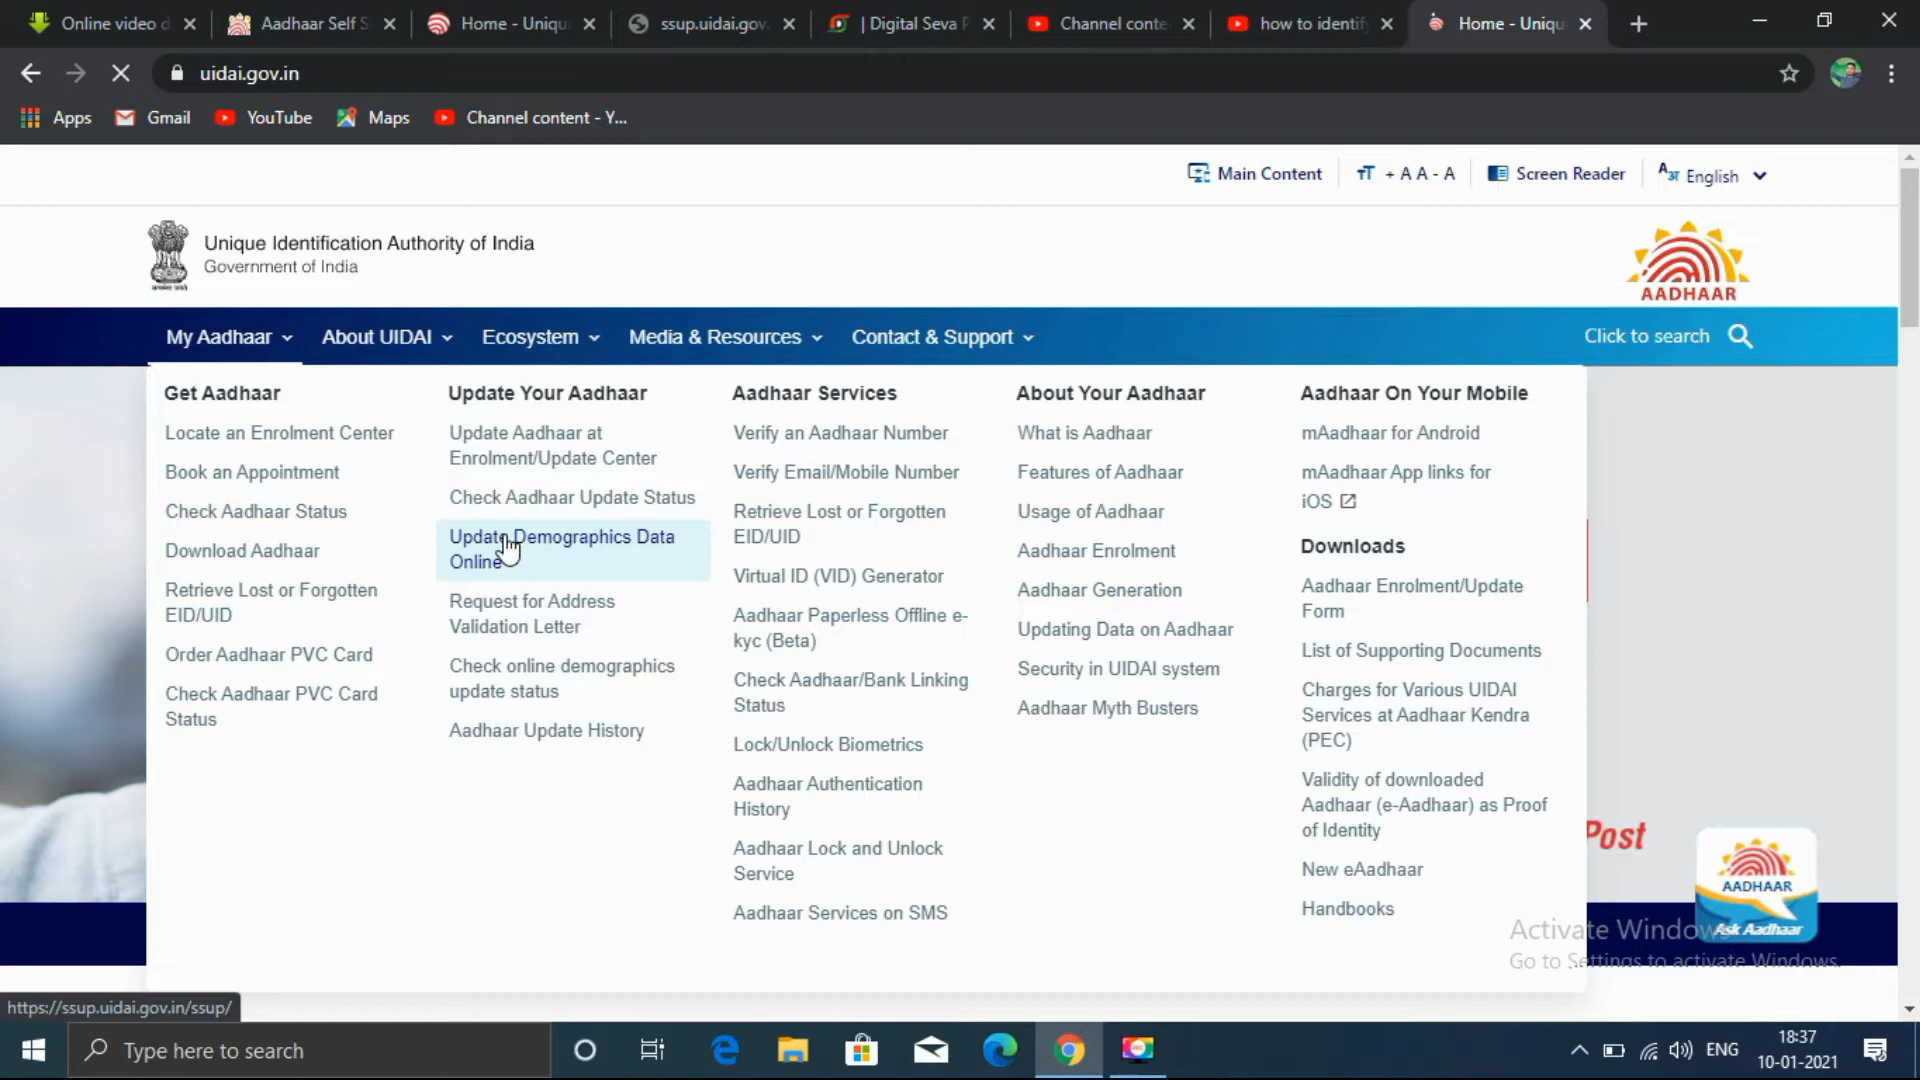 Online video d
Aadhaar Self S
Home - Uniqu
ssup.uidai.gov.
| Digital Seva P
Channel conte
how to identif
Home - Uniqu
uidai.gov.in
Apps
Gmail
YouTube
Maps
Channel content - Y...
Main Content
TT + A A - A
Screen Reader
Aअ English
Unique Identification Authority of India
Government of India
AADHAAR
My Aadhaar
About UIDAI
Ecosystem
Media & Resources
Contact & Support
Click to search
Get Aadhaar
Locate an Enrolment Center
Book an Appointment
Check Aadhaar Status
Download Aadhaar
Retrieve Lost or Forgotten
EID/UID
Order Aadhaar PVC Card
Check Aadhaar PVC Card
Status
Update Your Aadhaar
Update Aadhaar at
Enrolment/Update Center
Check Aadhaar Update Status
Update Demographics Data
Online
Request for Address
Validation Letter
Check online demographics
update status
Aadhaar Update History
Aadhaar Services
Verify an Aadhaar Number
Verify Email/Mobile Number
Retrieve Lost or Forgotten
EID/UID
Virtual ID (VID) Generator
Aadhaar Paperless Offline e-
kyc (Beta)
Check Aadhaar/Bank Linking
Status
Lock/Unlock Biometrics
Aadhaar Authentication
History
Aadhaar Lock and Unlock
Service
Aadhaar Services on SMS
About Your Aadhaar
What is Aadhaar
Features of Aadhaar
Usage of Aadhaar
Aadhaar Enrolment
Aadhaar Generation
Updating Data on Aadhaar
Security in UIDAI system
Aadhaar Myth Busters
Aadhaar On Your Mobile
mAadhaar for Android
mAadhaar App links for
iOS
Downloads
Aadhaar Enrolment/Update
Form
List of Supporting Documents
Charges for Various UIDAI
Services at Aadhaar Kendra
(PEC)
Validity of downloaded
Aadhaar (e-Aadhaar) as Proof
of Identity
New eAadhaar
Handbooks
Post
AADHAAR
Ask Aadhaar
Activate Windows
Go to Settings to activate Windows.
https://ssup.uidai.gov.in/ssup/
Type here to search
ENG
18:37
10-01-2021